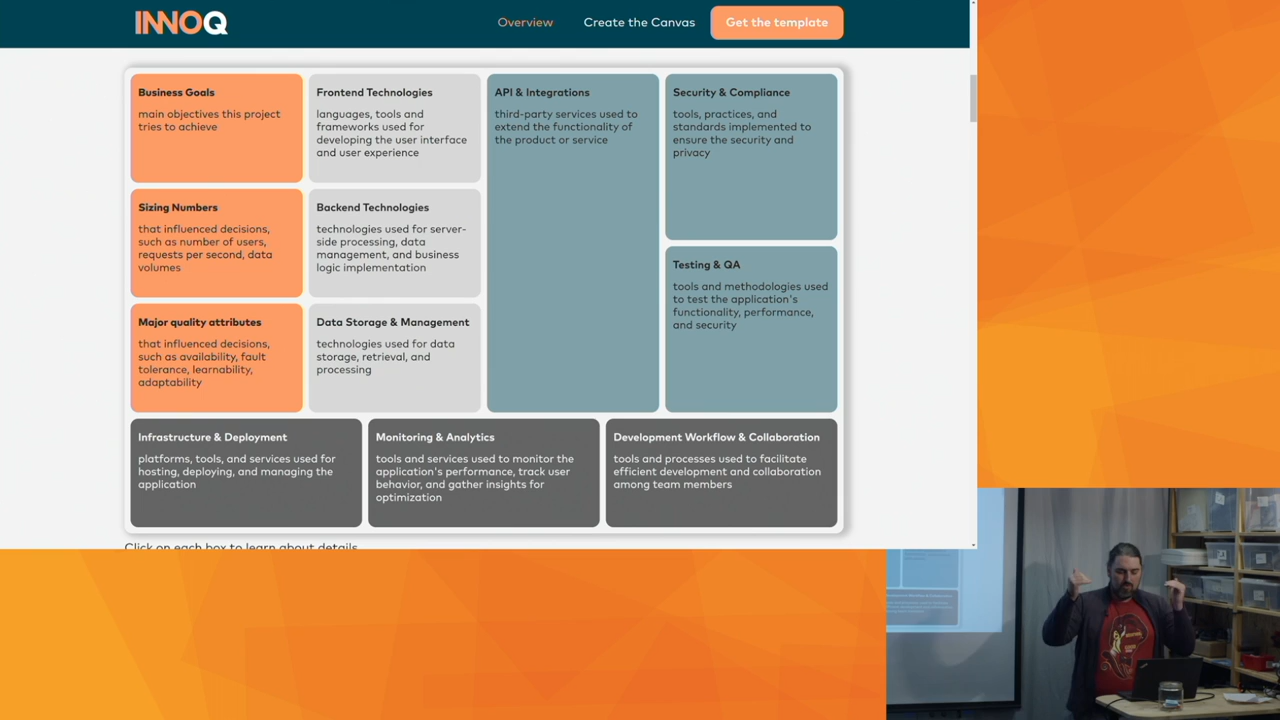 INNOQ
Overview
Create the Canvas
Get the template
Business Goals
main objectives this project
tries to achieve
Frontend Technologies
languages, tools and
frameworks used for
developing the user interface
and user experience
API & Integrations
third-party services used to
extend the functionality of
the product or service
Security & Compliance
tools, practices, and
standards implemented to
ensure the security and
privacy
Sizing Numbers
that influenced decisions,
such as number of users,
requests per second, data
volumes
Backend Technologies
technologies used for server-
side processing, data
management, and business
logic implementation
Testing & QA
tools and methodologies used
to test the application's
functionality, performance,
and security
Major quality attributes
that influenced decisions,
such as availability, fault
tolerance, learnability,
adaptability
Data Storage & Management
technologies used for data
storage, retrieval, and
processing
Infrastructure & Deployment
platforms, tools, and services used for
hosting, deploying, and managing the
application
Monitoring & Analytics
tools and services used to monitor the
application's performance, track user
behavior, and gather insights for
optimization
Development Workflow & Collaboration
tools and processes used to facilitate
efficient development and collaboration
among team members
Click on each box to learn about details